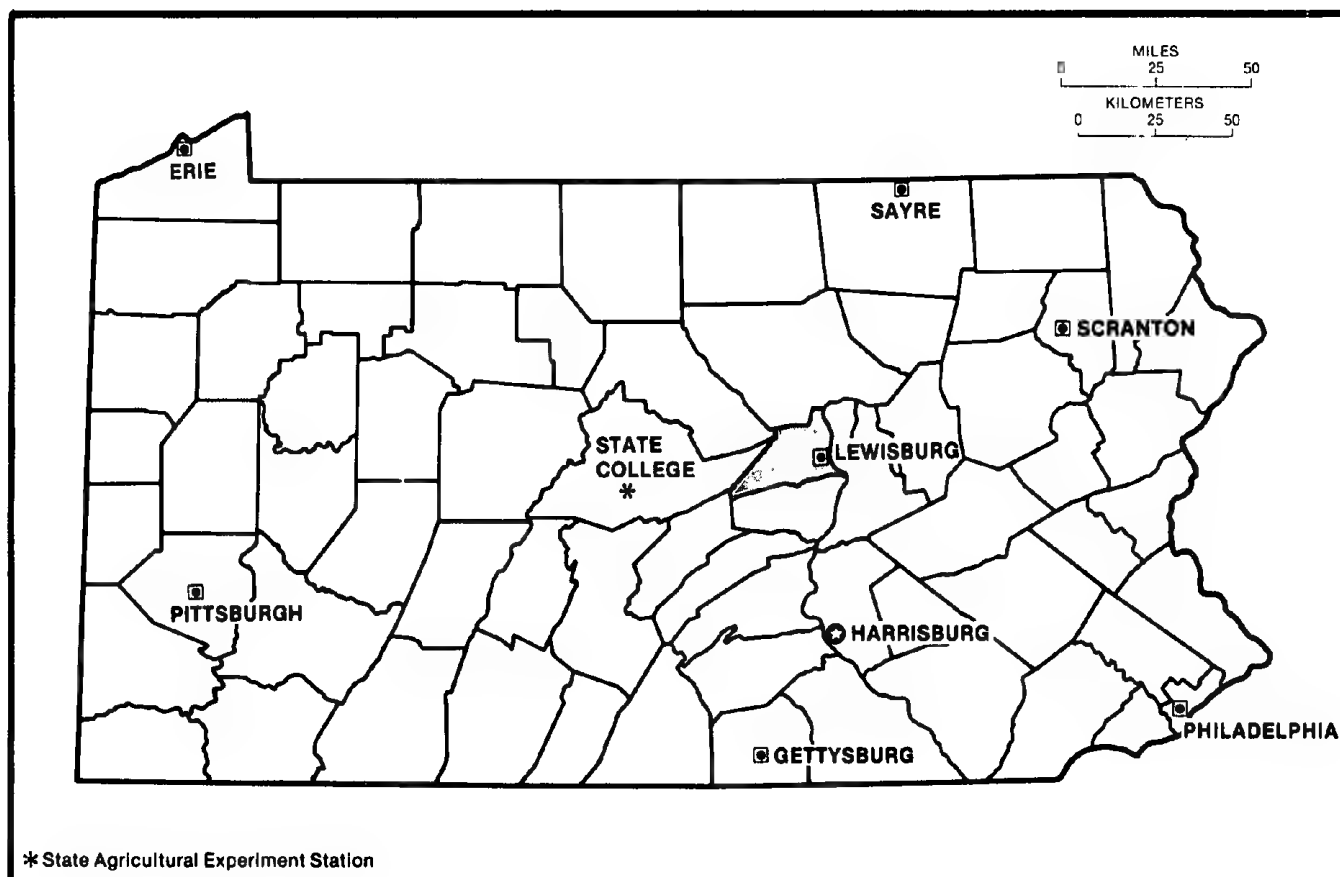 MILES
25 50
KILOMETERS
0 25 50
ERIE
SAYRE
SCRANTON
STATE
COLLEGE
*
LEWISBURG
PITTSBURGH
HARRISBURG
PHILADELPHIA
GETTYSBURG
* State Agricultural Experiment Station